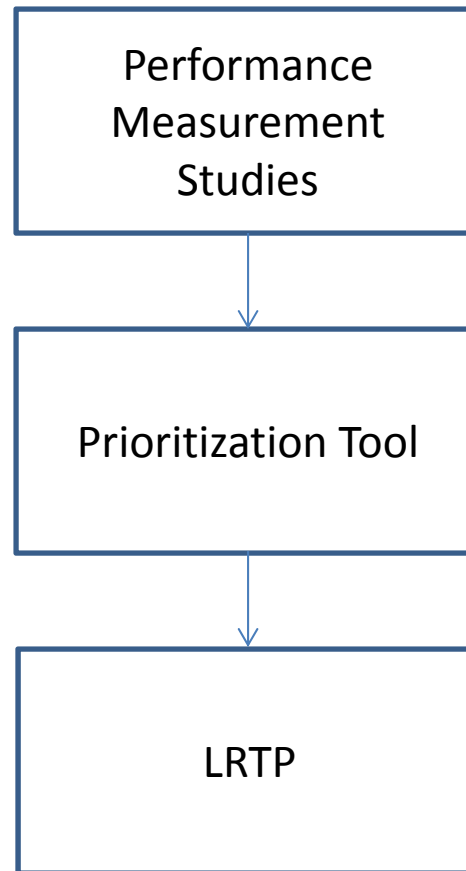 Performance
Measurement
Studies
Prioritization Tool
LRTP